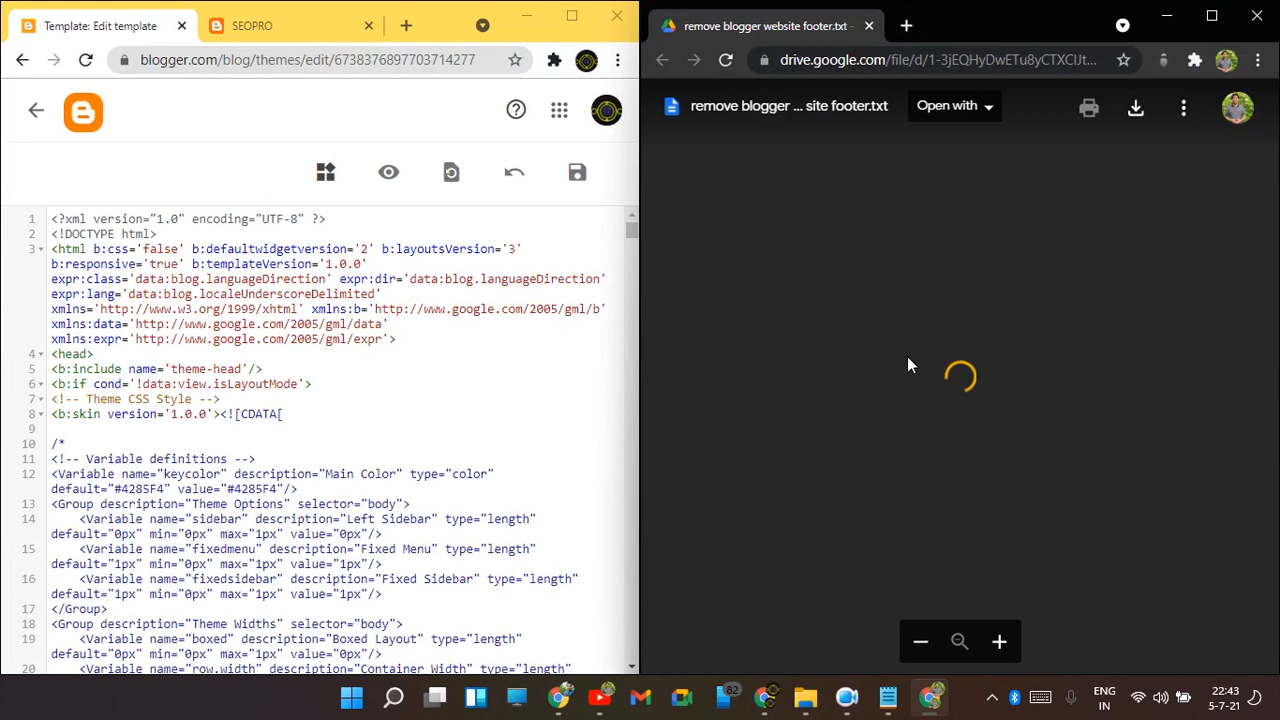 Template: Edit template
SEOPRO
blogger.com/blog/themes/edit/6738376897703714277
1 <?xml version="1.0" encoding="UTF-8" ?>
2 <!DOCTYPE html>
3 <html b:css='false' b:defaultwidgetversion='2' b:layoutsVersion='3'
b:responsive='true' b:templateVersion='1.0.0'
expr:class='data:blog.languageDirection' expr:dir='data:blog.languageDirection'
expr:lang='data:blog.localeUnderscoreDelimited'
xmlns='http://www.w3.org/1999/xhtml' xmlns:b='http://www.google.com/2005/gml/b'
xmlns:data='http://www.google.com/2005/gml/data'
xmlns:expr='http://www.google.com/2005/gml/expr'>
4 <head>
5 <b:include name='theme-head'/>
6 <b:if cond='!data:view.isLayoutMode'>
7 <!-- Theme CSS Style -->
8 <b:skin version='1.0.0'><![CDATA[
9
10 /*
11 <!-- Variable definitions -->
12 <Variable name="keycolor" description="Main Color" type="color"
default="#4285F4" value="#4285F4"/>
13 <Group description="Theme Options" selector="body">
14 <Variable name="sidebar" description="Left Sidebar" type="length"
default="0px" min="0px" max="1px" value="0px"/>
15 <Variable name="fixedmenu" description="Fixed Menu" type="length"
default="1px" min="0px" max="1px" value="1px"/>
16 <Variable name="fixedsidebar" description="Fixed Sidebar" type="length"
default="1px" min="0px" max="1px" value="1px"/>
17 </Group>
18 <Group description="Theme Widths" selector="body">
19 <Variable name="boxed" description="Boxed Layout" type="length"
default="0px" min="0px" max="1px" value="0px"/>
20 <Variable name="row.width" description="Container Width" type="length"
remove blogger website footer.txt -
drive.google.com/file/d/1-3jEQHyDwETu8yCTXCIJt...
remove blogger ... site footer.txt
Open with
82
ENG
IN
22:43
5-7-21